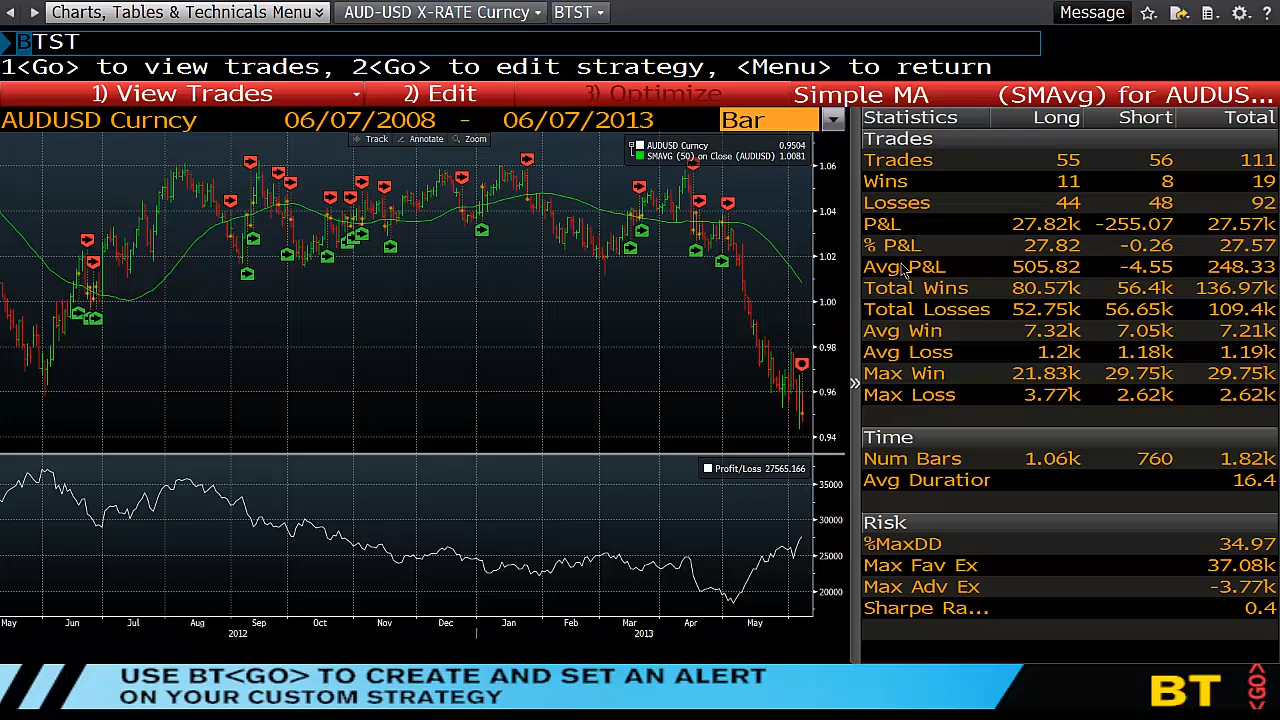 Charts, Tables & Technicals Menu AUD-USD X-RATE Curncy BTST Message
BTST
1<Go> to view trades, 2<Go> to edit strategy, <Menu> to return
1) View Trades 2) Edit 3) Optimize Simple MA (SMAvg) for AUDUS...
AUDUSD Curncy 06/07/2008 - 06/07/2013 Bar
Track Annotate Zoom
AUDUSD Curncy 0.9504
SMAVG (50) on Close (AUDUSD) 1.0081
1.06
1.04
1.02
1.00
0.98
0.96
0.94
Profit/Loss 27565.166
35000
30000
25000
20000
May Jun Jul Aug Sep Oct Nov Dec Jan Feb Mar Apr May
2012 2013
Statistics Long Short Total
Trades
Trades 55 56 111
Wins 11 8 19
Losses 44 48 92
P&L 27.82k -255.07 27.57k
% P&L 27.82 -0.26 27.57
Avg P&L 505.82 -4.55 248.33
Total Wins 80.57k 56.4k 136.97k
Total Losses 52.75k 56.65k 109.4k
Avg Win 7.32k 7.05k 7.21k
Avg Loss 1.2k 1.18k 1.19k
Max Win 21.83k 29.75k 29.75k
Max Loss 3.77k 2.62k 2.62k
Time
Num Bars 1.06k 760 1.82k
Avg Duration 16.4
Risk
%MaxDD 34.97
Max Fav Ex 37.08k
Max Adv Ex -3.77k
Sharpe Ra... 0.4
USE BT<GO> TO CREATE AND SET AN ALERT
ON YOUR CUSTOM STRATEGY
BT <GO>